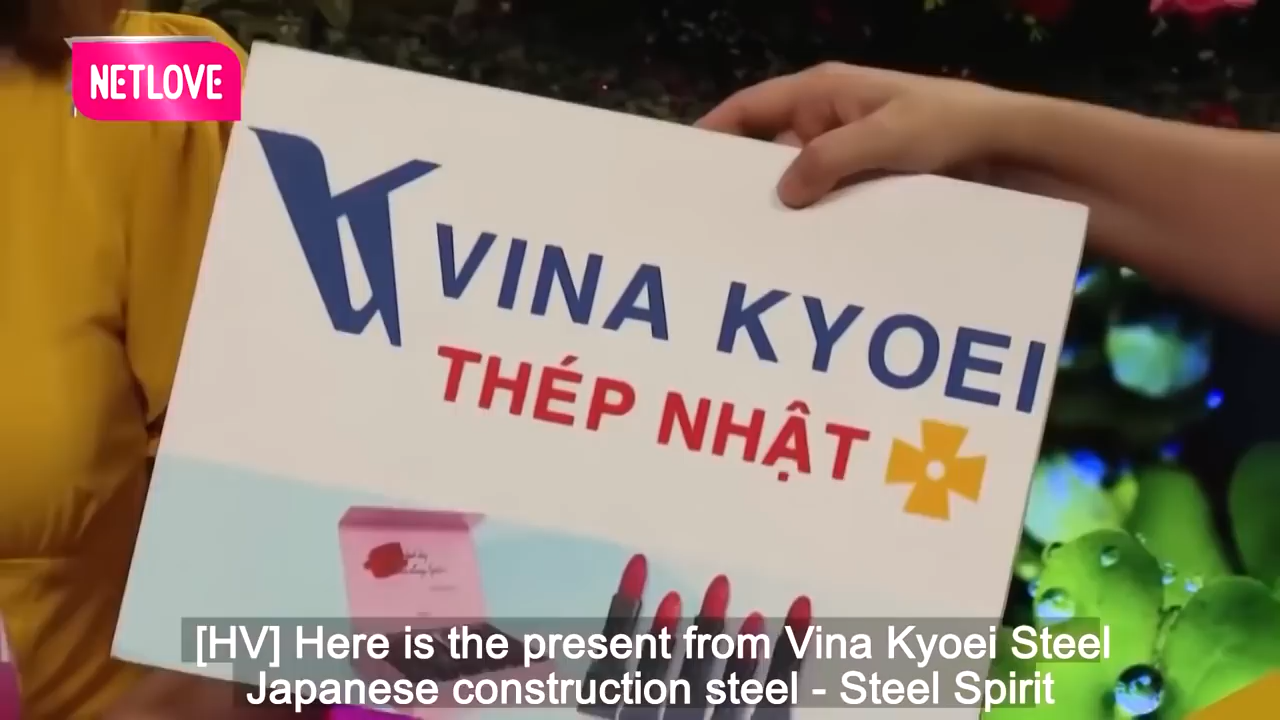 NETLOVE
VINA KYOEI
THÉP NHẬT
[HV] Here is the present from Vina Kyoei Steel
Japanese construction steel - Steel Spirit